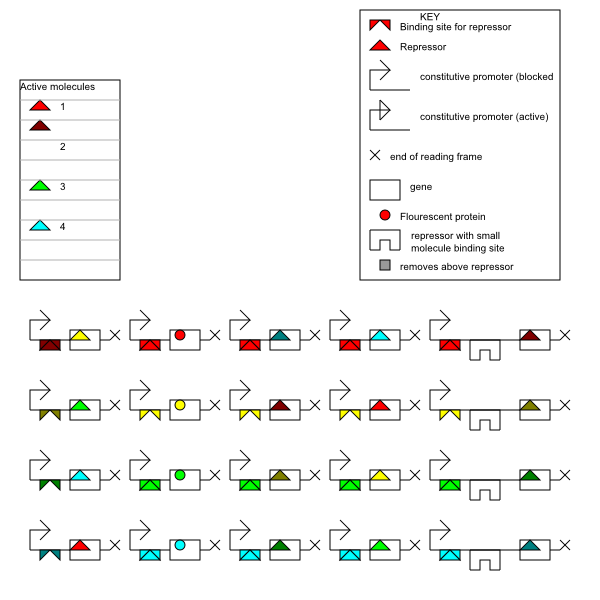 KEY
Binding site for repressor
Repressor
constitutive promoter (blocked
constitutive promoter (active)
end of reading frame
gene
Flourescent protein
repressor with small
molecule binding site
removes above repressor
Active molecules
1
2
3
4